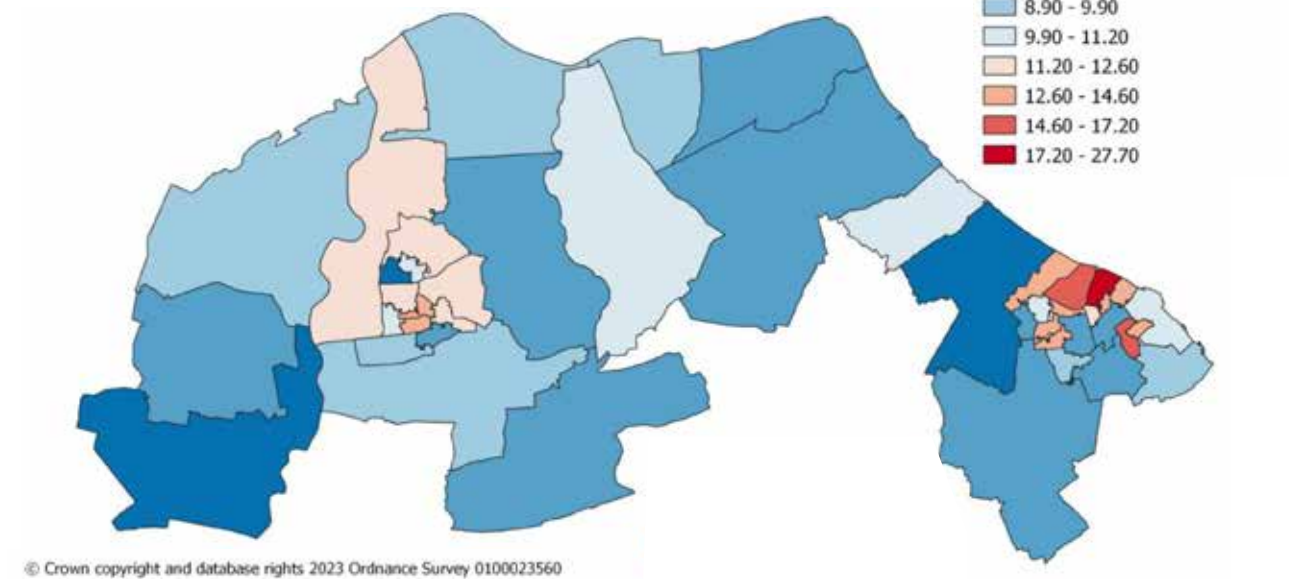 8.90 - 9.90
9.90 - 11.20
11.20 - 12.60
12.60 - 14.60
14.60 - 17.20
17.20 - 27.70
© Crown copyright and database rights 2023 Ordnance Survey 0100023560